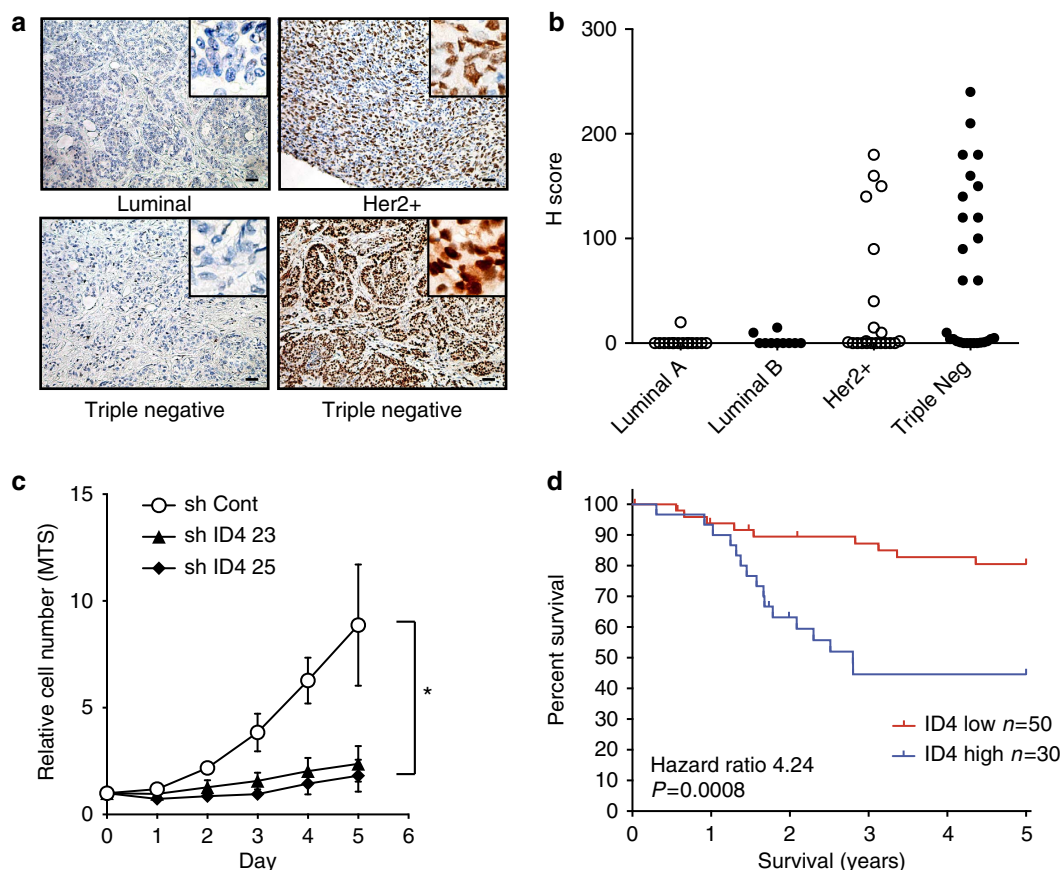 a
Luminal
Her2+
Triple negative
Triple negative
b
300
200
100
0
H score
Luminal A
Luminal B
Her2+
Triple Neg
c
15
10
5
0
Relative cell number (MTS)
sh Cont
sh ID4 23
sh ID4 25
*
0 1 2 3 4 5 6
Day
d
100
90
80
70
60
50
40
30
20
10
0
Percent survival
ID4 low n=50
ID4 high n=30
Hazard ratio 4.24
P=0.0008
0 1 2 3 4 5
Survival (years)